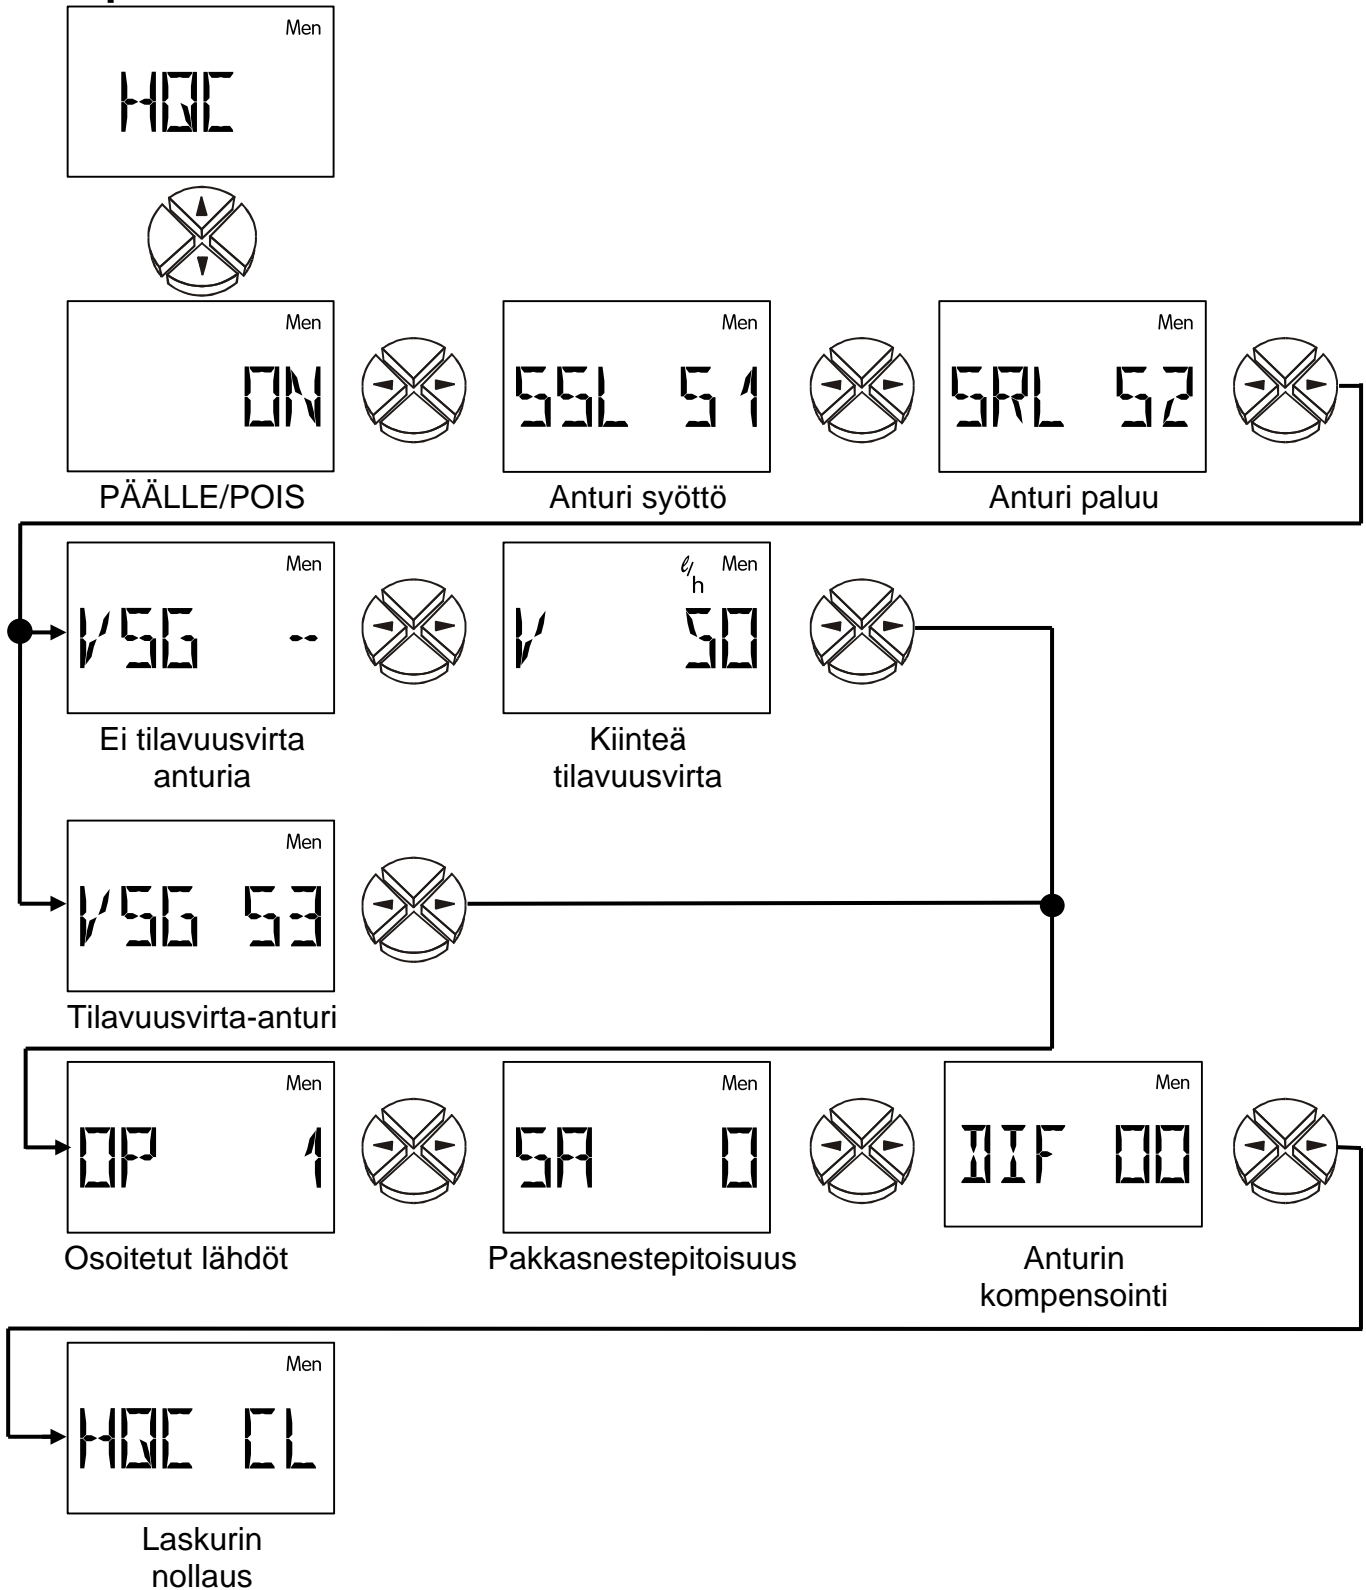 Men
HQC
Men
ON
PÄÄLLE/POIS
Men
SSL S1
Anturi syöttö
Men
SRL S2
Anturi paluu
Men
VSG --
Ei tilavuusvirta
anturia
l/h Men
V 50
Kiinteä
tilavuusvirta
Men
VSG S3
Tilavuusvirta-anturi
Men
OP 1
Osoitetut lähdöt
Men
SA 0
Pakkasnestepitoisuus
Men
DIF 00
Anturin
kompensointi
Men
HQC CL
Laskurin
nollaus